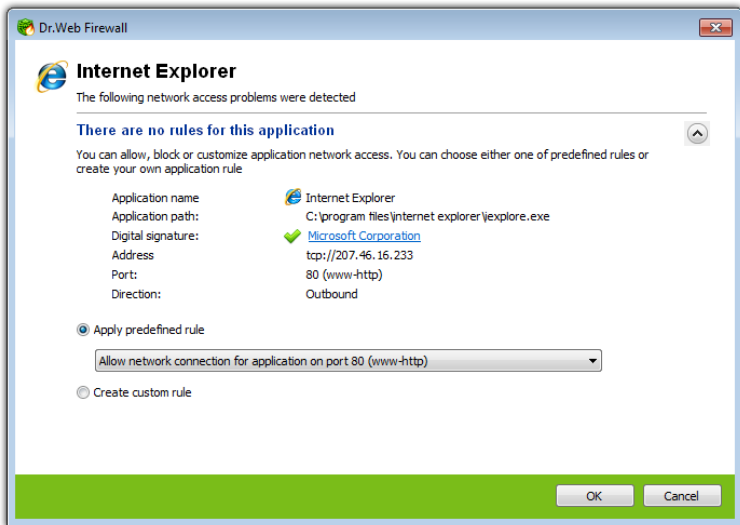 Dr.Web Firewall
Internet Explorer
The following network access problems were detected
There are no rules for this application
You can allow, block or customize application network access. You can choose either one of predefined rules or
create your own application rule
Application name Internet Explorer
Application path: C:\program files\internet explorer\iexplore.exe
Digital signature: Microsoft Corporation
Address tcp://207.46.16.233
Port: 80 (www-http)
Direction: Outbound
Apply predefined rule
Allow network connection for application on port 80 (www-http)
Create custom rule
OK Cancel